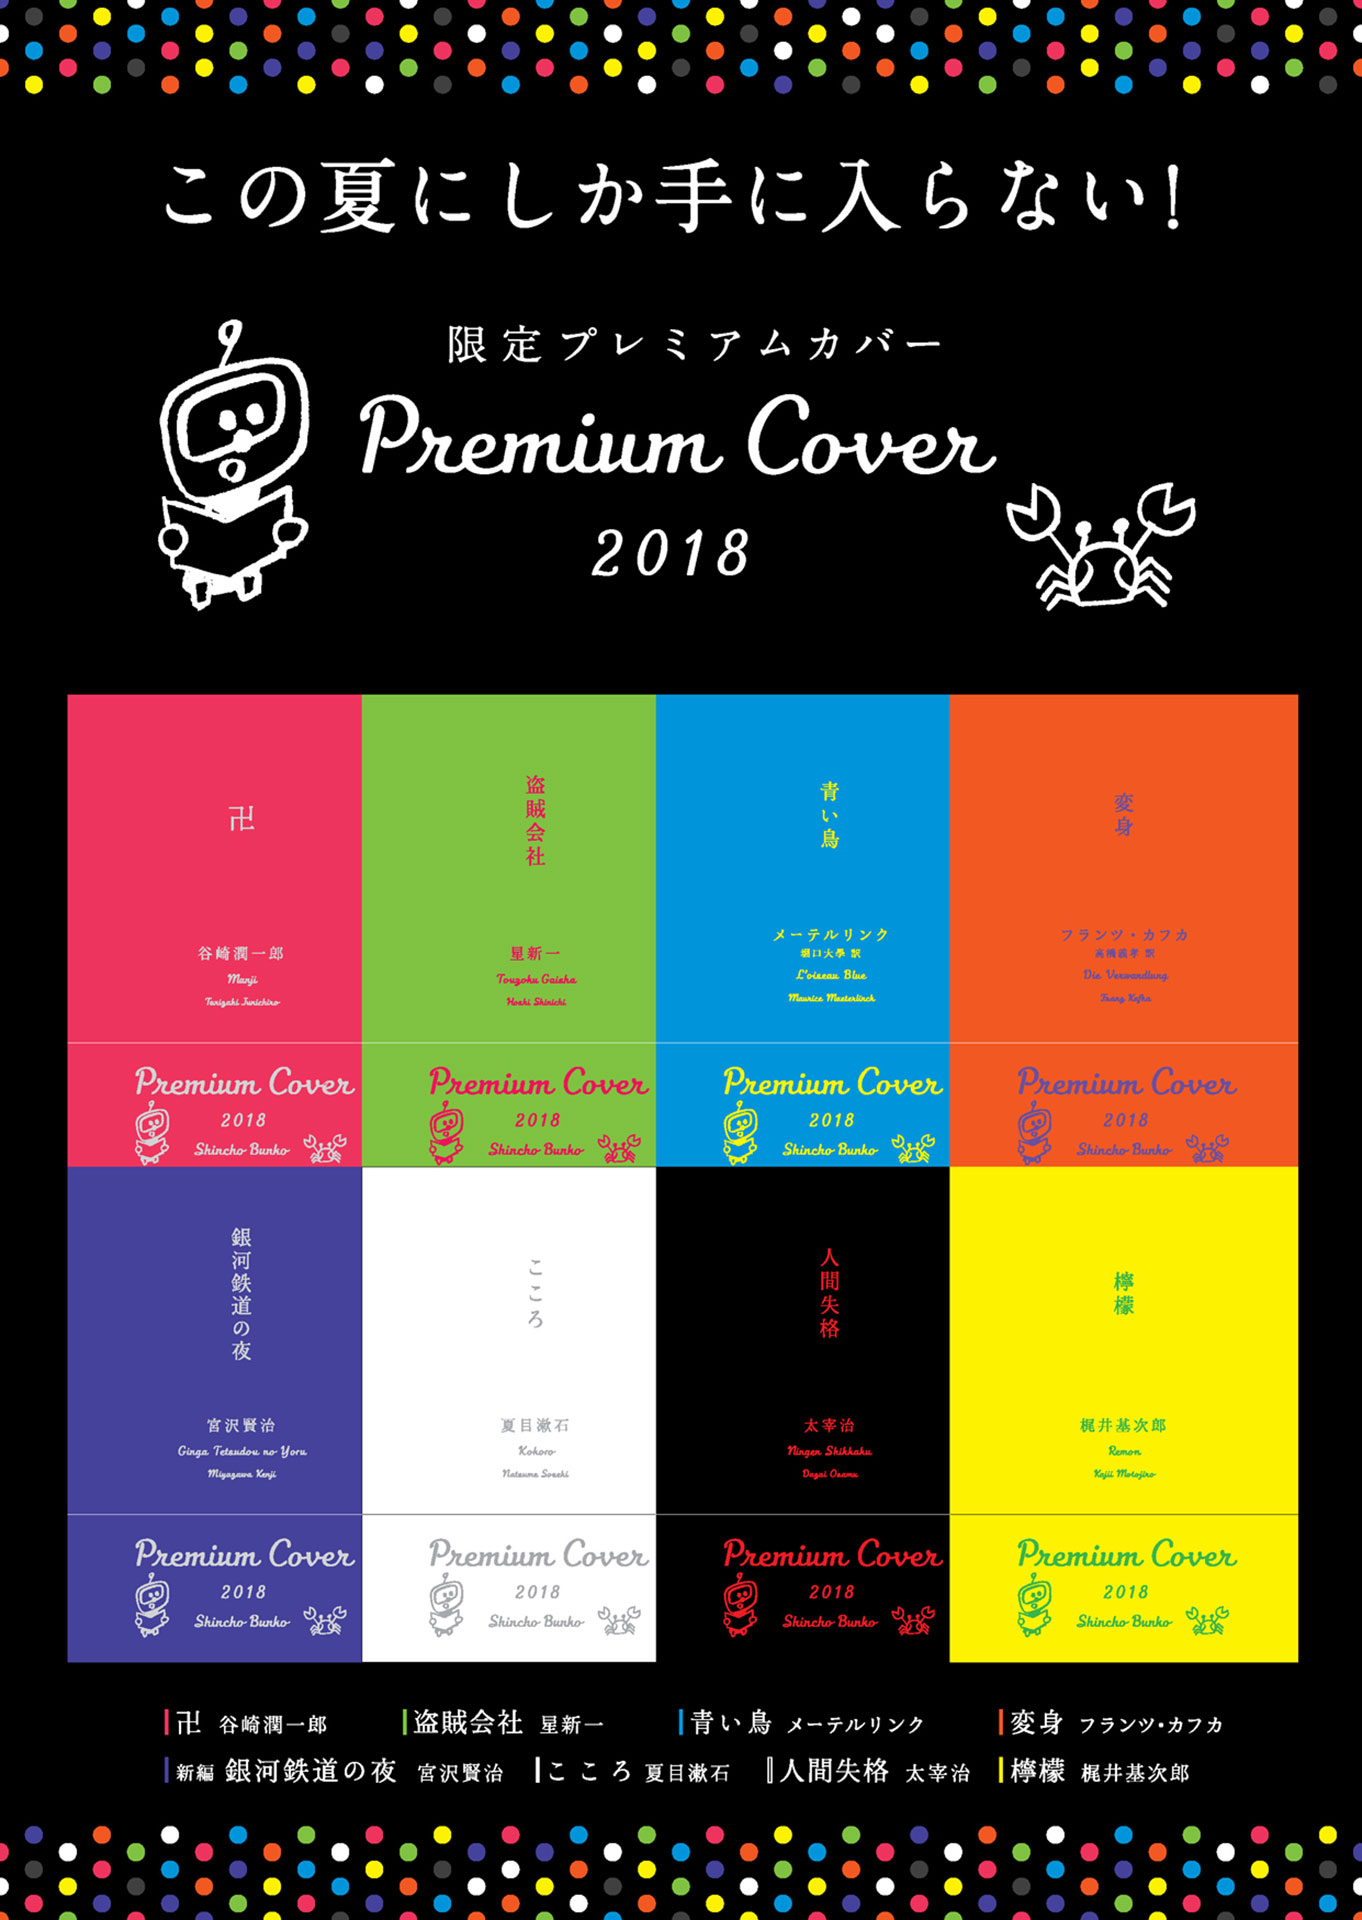 この夏にしか手に入らない!
限定プレミアムカバー
Premium Cover
2018
卍
谷崎潤一郎
Manji
Tanizaki Junichiro
Premium Cover
2018
Shincho Bunko
盗賊会社
星新一
Touzoku Gaisha
Hoshi Shinichi
Premium Cover
2018
Shincho Bunko
青い鳥
メーテルリンク
堀口大學 訳
L'oiseau Blue
Maurice Maeterlinck
Premium Cover
2018
Shincho Bunko
変身
フランツ・カフカ
高橋義孝 訳
Die Verwandlung
Franz Kafka
Premium Cover
2018
Shincho Bunko
銀河鉄道の夜
宮沢賢治
Ginga Tetsudou no Yoru
Miyazawa Kenji
Premium Cover
2018
Shincho Bunko
こころ
夏目漱石
Kokoro
Natsume Soseki
Premium Cover
2018
Shincho Bunko
人間失格
太宰治
Ningen Shikkaku
Dazai Osamu
Premium Cover
2018
Shincho Bunko
檸檬
梶井基次郎
Remon
Kajii Motojiro
Premium Cover
2018
Shincho Bunko
卍 谷崎潤一郎 盗賊会社 星新一 青い鳥 メーテルリンク 変身 フランツ・カフカ
新編 銀河鉄道の夜 宮沢賢治 こころ 夏目漱石 人間失格 太宰治 檸檬 梶井基次郎